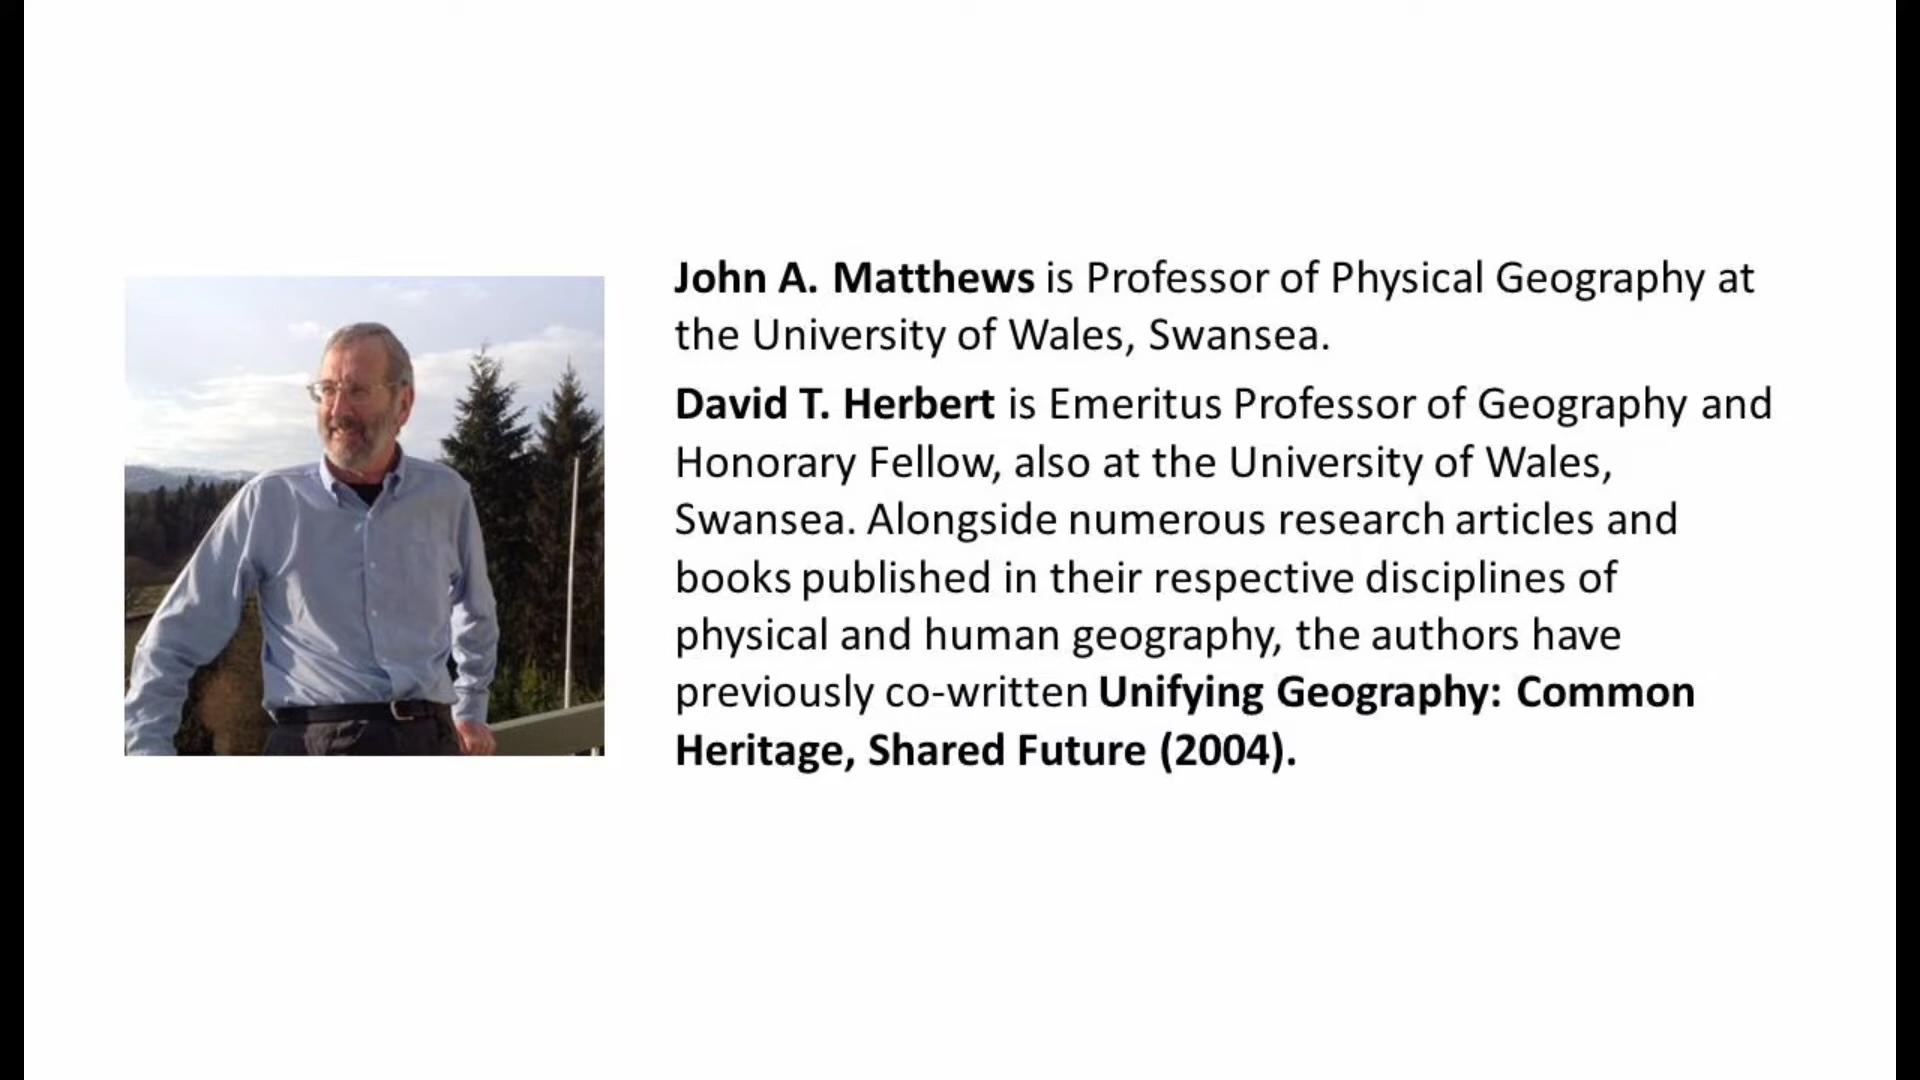 John A. Matthews is Professor of Physical Geography at
the University of Wales, Swansea.
David T. Herbert is Emeritus Professor of Geography and
Honorary Fellow, also at the University of Wales,
Swansea. Alongside numerous research articles and
books published in their respective disciplines of
physical and human geography, the authors have
previously co-written Unifying Geography: Common
Heritage, Shared Future (2004).